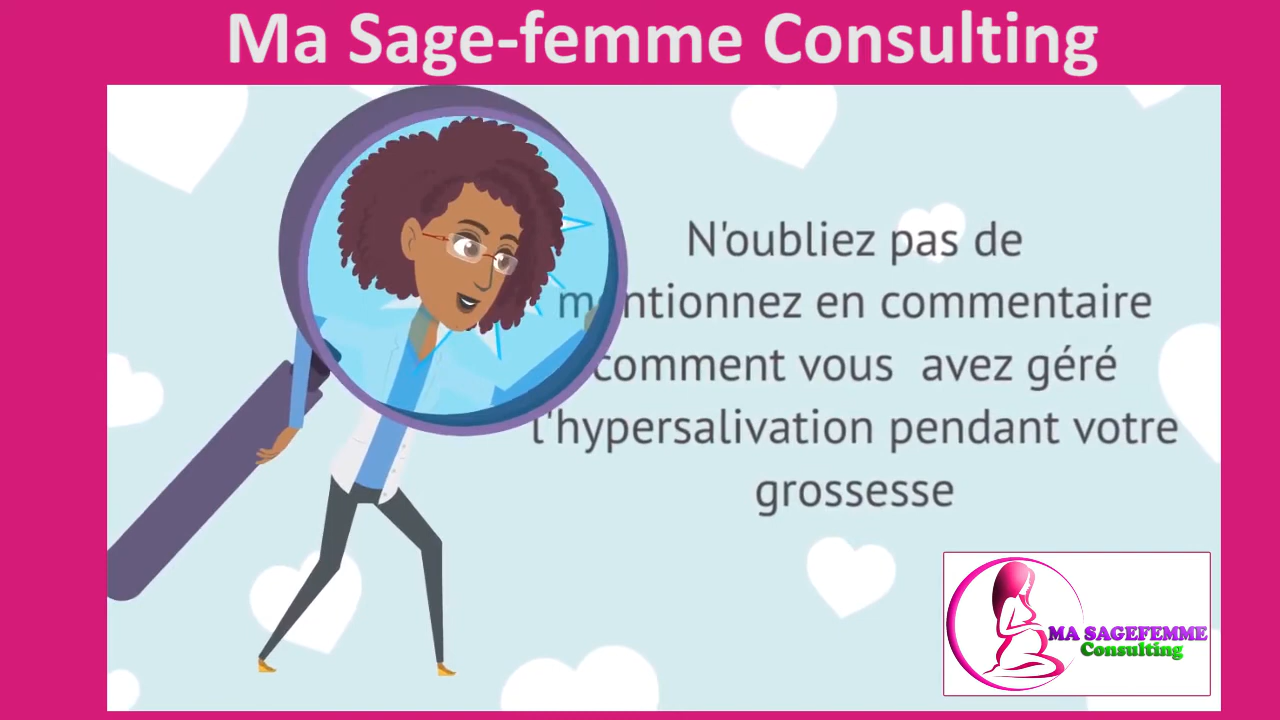 Ma Sage-femme Consulting
N'oubliez pas de
mentionnez en commentaire
comment vous avez géré
l'hypersalivation pendant votre
grossesse
MA SAGEFEMME
Consulting